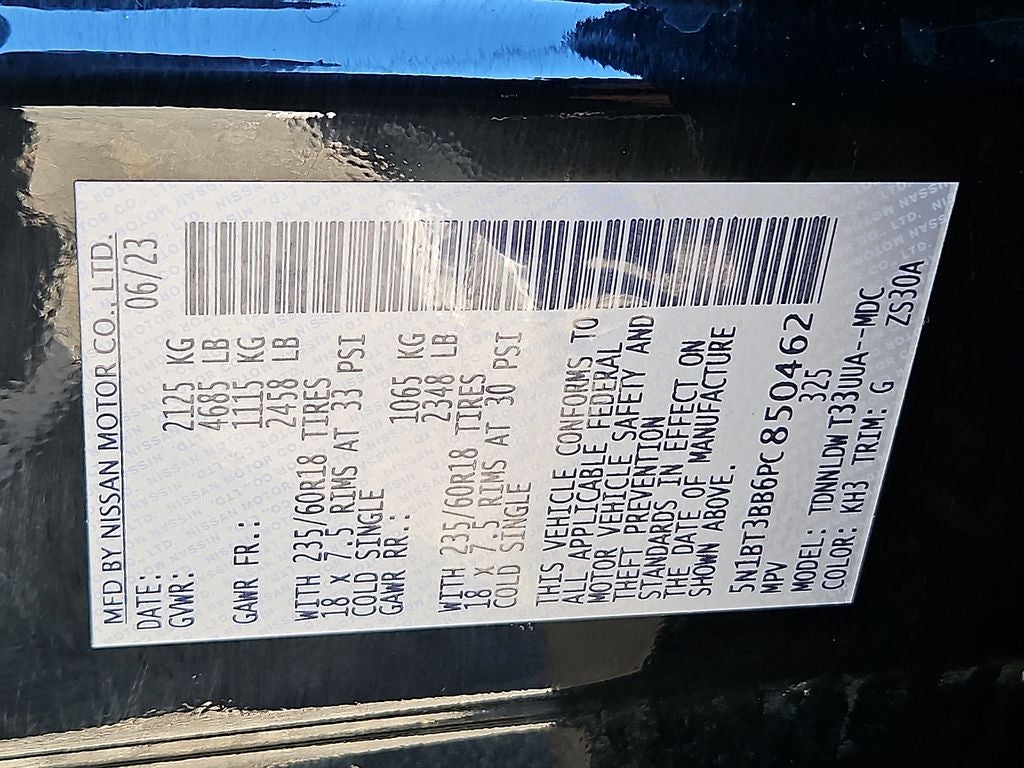 MFD BY NISSAN MOTOR CO., LTD.
DATE: 06/23
GVWR: 2125 KG
4685 LB
GAWR FR.: 1115 KG
2458 LB
WITH 235/60R18 TIRES
18 X 7.5 RIMS AT 33 PSI
COLD SINGLE
GAWR RR.: 1065 KG
2348 LB
WITH 235/60R18 TIRES
18 X 7.5 RIMS AT 30 PSI
COLD SINGLE
THIS VEHICLE CONFORMS TO
ALL APPLICABLE FEDERAL
MOTOR VEHICLE SAFETY AND
THEFT PREVENTION
STANDARDS IN EFFECT ON
THE DATE OF MANUFACTURE
SHOWN ABOVE.
5N1BT3BB6PC850462
MPV 325
MODEL: TDNNLDWT33UUA--MDC
COLOR: KH3 TRIM: G ZS30A